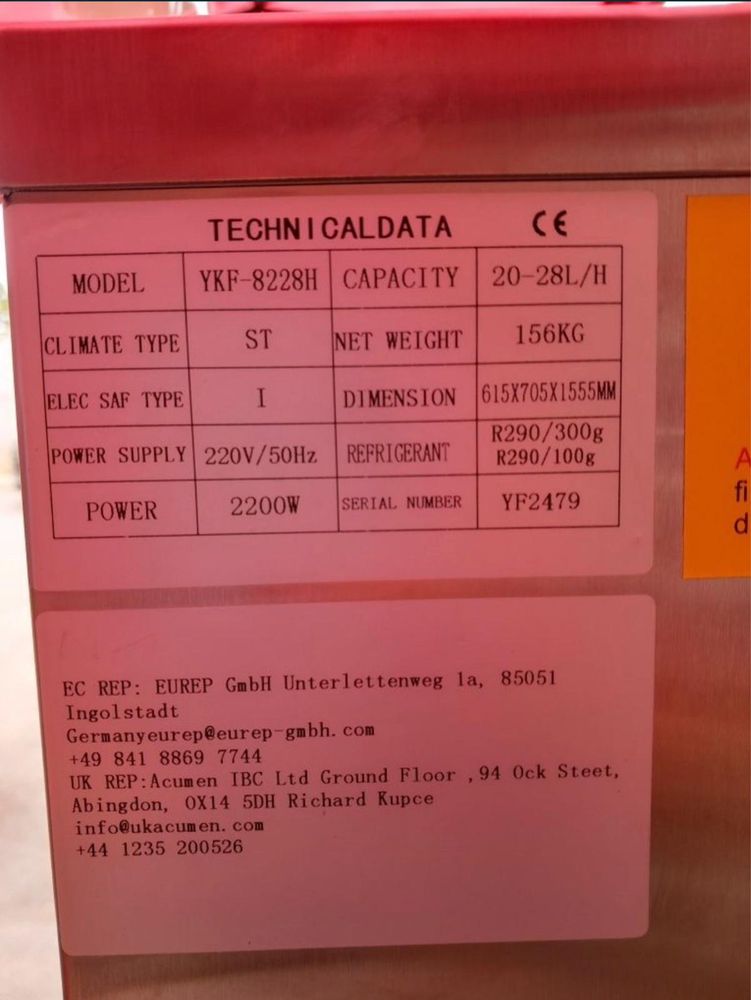 TECHNICALDATA CE
MODEL YKF-8228H CAPACITY 20-28L/H
CLIMATE TYPE ST NET WEIGHT 156KG
ELEC SAF TYPE I DIMENSION 615X705X1555MM
POWER SUPPLY 220V/50Hz REFRIGERANT R290/300g
R290/100g
POWER 2200W SERIAL NUMBER YF2479
EC REP: EUREP GmbH Unterlettenweg 1a, 85051
Ingolstadt
Germanyeurep@eurep-gmbh.com
+49 841 8869 7744
UK REP:Acumen IBC Ltd Ground Floor ,94 Ock Steet,
Abingdon, OX14 5DH Richard Kupce
info@ukacumen.com
+44 1235 200526
A
fi
d